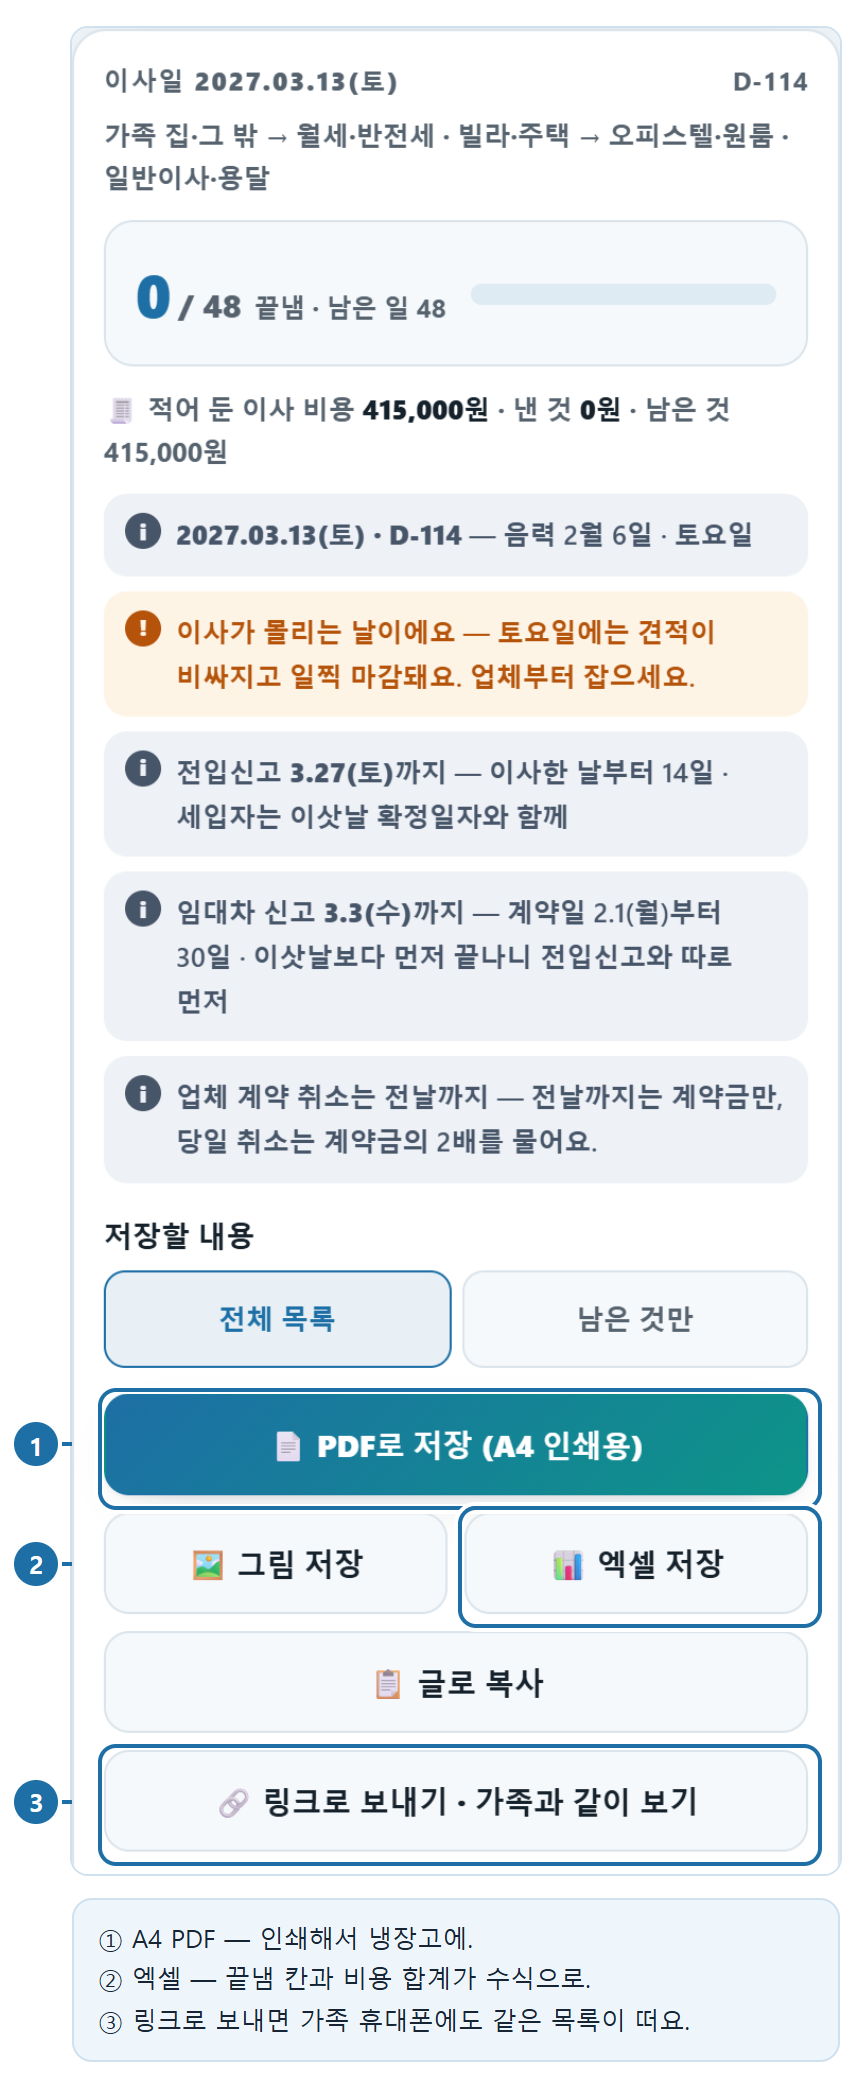 이사일 2027.03.13(토)
D-114
가족 집·그 밖 → 월세·반전세 · 빌라·주택 → 오피스텔·원룸 ·
일반이사·용달
0 / 48 끝냄 · 남은 일 48
적어 둔 이사 비용 415,000원 · 낸 것 0원 · 남은 것
415,000원
2027.03.13(토) · D-114 — 음력 2월 6일 · 토요일
이사가 몰리는 날이에요 — 토요일에는 견적이
비싸지고 일찍 마감돼요. 업체부터 잡으세요.
전입신고 3.27(토)까지 — 이사한 날부터 14일 ·
세입자는 이삿날 확정일자와 함께
임대차 신고 3.3(수)까지 — 계약일 2.1(월)부터
30일 · 이삿날보다 먼저 끝나니 전입신고와 따로
먼저
업체 계약 취소는 전날까지 — 전날까지는 계약금만,
당일 취소는 계약금의 2배를 물어요.
저장할 내용
전체 목록
남은 것만
1
PDF로 저장 (A4 인쇄용)
2
그림 저장
엑셀 저장
글로 복사
3
링크로 보내기 · 가족과 같이 보기
① A4 PDF — 인쇄해서 냉장고에.
② 엑셀 — 끝냄 칸과 비용 합계가 수식으로.
③ 링크로 보내면 가족 휴대폰에도 같은 목록이 떠요.